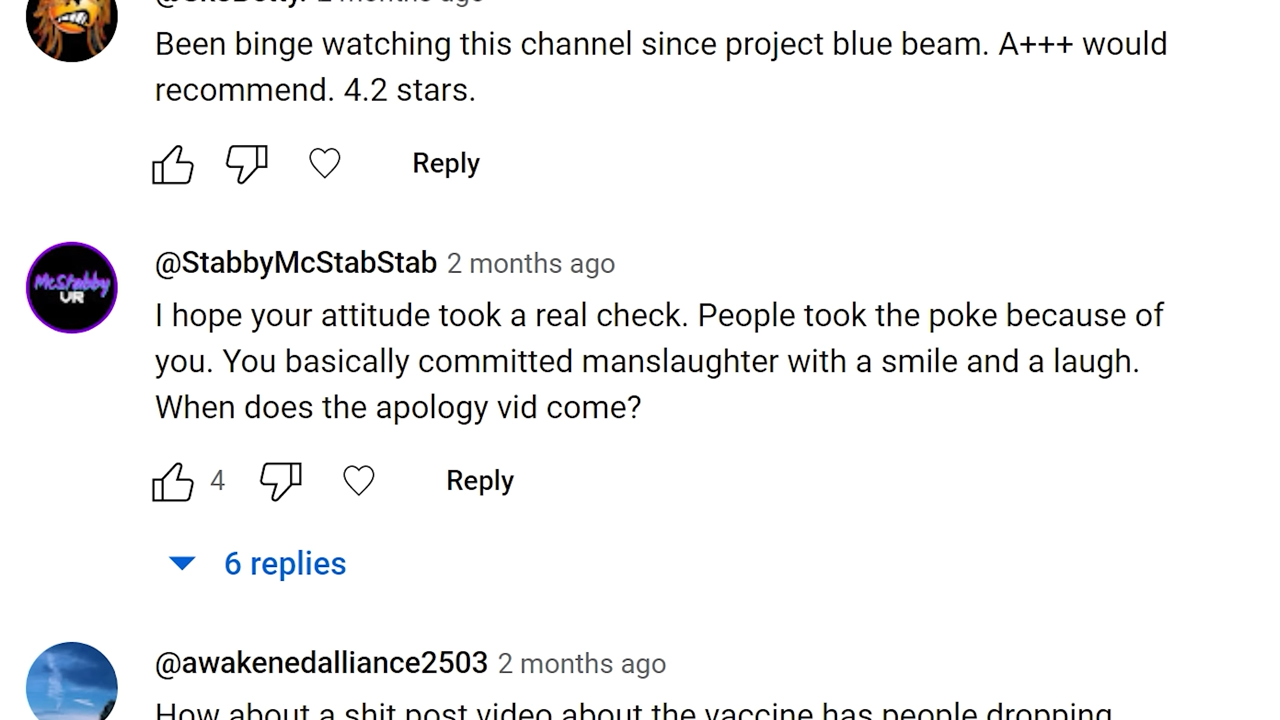 Been binge watching this channel since project blue beam. A+++ would
recommend. 4.2 stars.
Reply
McStabby
VR
@StabbyMcStabStab 2 months ago
I hope your attitude took a real check. People took the poke because of
you. You basically committed manslaughter with a smile and a laugh.
When does the apology vid come?
4 Reply
6 replies
@awakenedalliance2503 2 months ago
How about a shit post video about the vaccine has people dropping